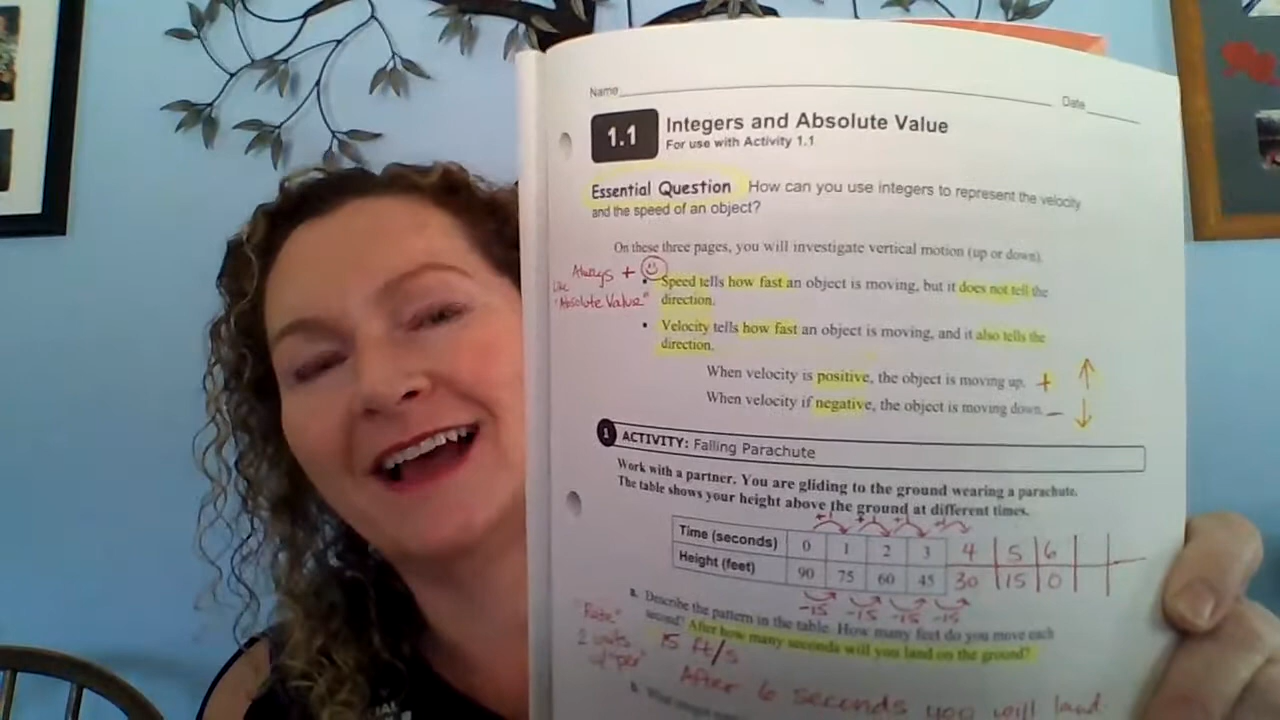 Name Date
1.1 Integers and Absolute Value
For use with Activity 1.1
Essential Question How can you use integers to represent the velocity
and the speed of an object?
On these three pages, you will investigate vertical motion (up or down).
Always +
Like "Absolute Value"
• Speed tells how fast an object is moving, but it does not tell the
direction.
• Velocity tells how fast an object is moving, and it also tells the
direction.
When velocity is positive, the object is moving up. +
When velocity if negative, the object is moving down. -
1 ACTIVITY: Falling Parachute
Work with a partner. You are gliding to the ground wearing a parachute.
The table shows your height above the ground at different times.
+1 +1 +1 +1
Time (seconds) 0 1 2 3 4 5 6
Height (feet) 90 75 60 45 30 15 0
-15 -15 -15 -15
a. Describe the pattern in the table. How many feet do you move each
second? After how many seconds will you land on the ground?
"Rate"
2 units
w/ "per"
15 ft/s
After 6 seconds you will land
b. What